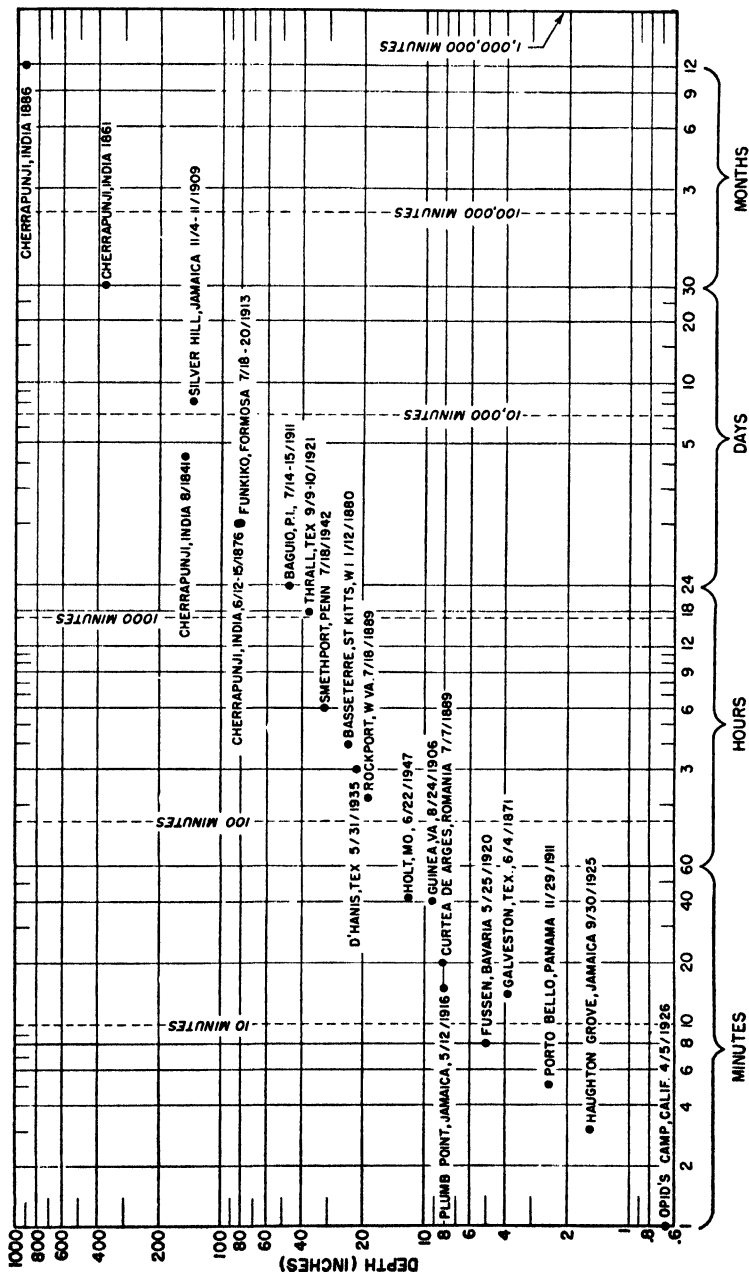 DEPTH (INCHES)
1000
800
600
400
200
100
80
60
40
20
10
8
6
4
2
1
.8
.6
CHERRAPUNJI, INDIA 1886
CHERRAPUNJI, INDIA 1861
SILVER HILL, JAMAICA 11/4-11/1909
CHERRAPUNJI, INDIA 8/1841
CHERRAPUNJI, INDIA, 6/12-15/1876
FUNKIKO, FORMOSA 7/18-20/1913
BAGUIO, P.I., 7/14-15/1911
THRALL, TEX 9/9-10/1921
SMETHPORT, PENN 7/18/1942
BASSETERRE, ST KITTS, W I 1/12/1880
D'HANIS, TEX 5/31/1935
ROCKPORT, W VA. 7/18/1889
HOLT, MO, 6/22/1947
GUINEA, VA, 8/24/1906
PLUMB POINT, JAMAICA, 5/12/1916
CURTEA DE ARGES, ROMANIA 7/7/1889
FUSSEN, BAVARIA 5/25/1920
GALVESTON, TEX., 6/4/1871
PORTO BELLO, PANAMA 11/29/1911
HAUGHTON GROVE, JAMAICA 9/30/1925
OPID'S CAMP, CALIF. 4/5/1926
10 MINUTES
100 MINUTES
1000 MINUTES
10,000 MINUTES
100,000 MINUTES
1,000,000 MINUTES
1 2 4 6 8 10 20 40 60 3 6 9 12 18 24 5 10 20 30 3 6 9 12
MINUTES HOURS DAYS MONTHS